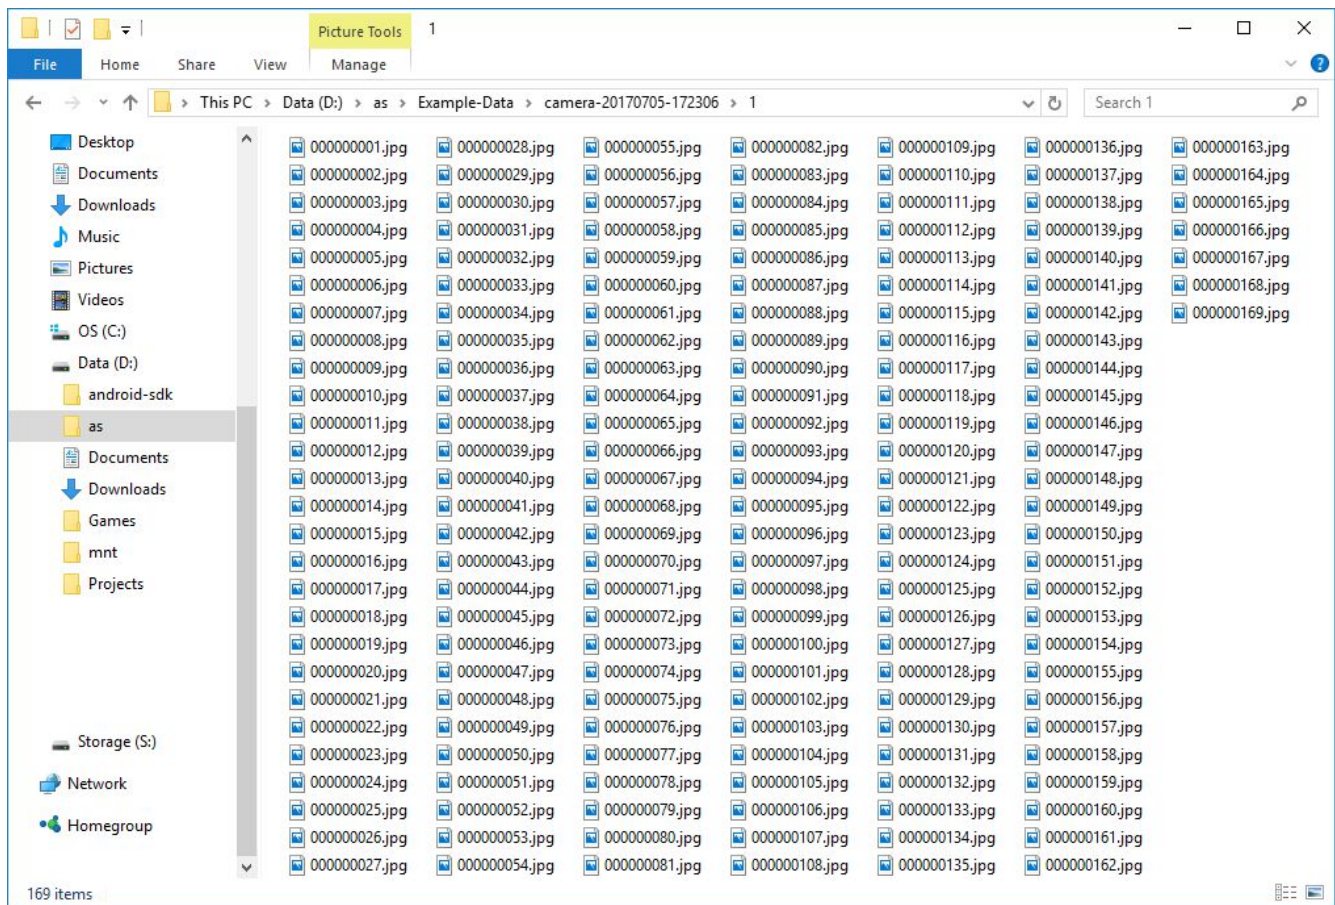 Picture Tools 1
File Home Share View Manage
This PC > Data (D:) > as > Example-Data > camera-20170705-172306 > 1 Search 1
Desktop
Documents
Downloads
Music
Pictures
Videos
OS (C:)
Data (D:)
android-sdk
as
Documents
Downloads
Games
mnt
Projects
Storage (S:)
Network
Homegroup
000000001.jpg 000000028.jpg 000000055.jpg 000000082.jpg 000000109.jpg 000000136.jpg 000000163.jpg
000000002.jpg 000000029.jpg 000000056.jpg 000000083.jpg 000000110.jpg 000000137.jpg 000000164.jpg
000000003.jpg 000000030.jpg 000000057.jpg 000000084.jpg 000000111.jpg 000000138.jpg 000000165.jpg
000000004.jpg 000000031.jpg 000000058.jpg 000000085.jpg 000000112.jpg 000000139.jpg 000000166.jpg
000000005.jpg 000000032.jpg 000000059.jpg 000000086.jpg 000000113.jpg 000000140.jpg 000000167.jpg
000000006.jpg 000000033.jpg 000000060.jpg 000000087.jpg 000000114.jpg 000000141.jpg 000000168.jpg
000000007.jpg 000000034.jpg 000000061.jpg 000000088.jpg 000000115.jpg 000000142.jpg 000000169.jpg
000000008.jpg 000000035.jpg 000000062.jpg 000000089.jpg 000000116.jpg 000000143.jpg
000000009.jpg 000000036.jpg 000000063.jpg 000000090.jpg 000000117.jpg 000000144.jpg
000000010.jpg 000000037.jpg 000000064.jpg 000000091.jpg 000000118.jpg 000000145.jpg
000000011.jpg 000000038.jpg 000000065.jpg 000000092.jpg 000000119.jpg 000000146.jpg
000000012.jpg 000000039.jpg 000000066.jpg 000000093.jpg 000000120.jpg 000000147.jpg
000000013.jpg 000000040.jpg 000000067.jpg 000000094.jpg 000000121.jpg 000000148.jpg
000000014.jpg 000000041.jpg 000000068.jpg 000000095.jpg 000000122.jpg 000000149.jpg
000000015.jpg 000000042.jpg 000000069.jpg 000000096.jpg 000000123.jpg 000000150.jpg
000000016.jpg 000000043.jpg 000000070.jpg 000000097.jpg 000000124.jpg 000000151.jpg
000000017.jpg 000000044.jpg 000000071.jpg 000000098.jpg 000000125.jpg 000000152.jpg
000000018.jpg 000000045.jpg 000000072.jpg 000000099.jpg 000000126.jpg 000000153.jpg
000000019.jpg 000000046.jpg 000000073.jpg 000000100.jpg 000000127.jpg 000000154.jpg
000000020.jpg 000000047.jpg 000000074.jpg 000000101.jpg 000000128.jpg 000000155.jpg
000000021.jpg 000000048.jpg 000000075.jpg 000000102.jpg 000000129.jpg 000000156.jpg
000000022.jpg 000000049.jpg 000000076.jpg 000000103.jpg 000000130.jpg 000000157.jpg
000000023.jpg 000000050.jpg 000000077.jpg 000000104.jpg 000000131.jpg 000000158.jpg
000000024.jpg 000000051.jpg 000000078.jpg 000000105.jpg 000000132.jpg 000000159.jpg
000000025.jpg 000000052.jpg 000000079.jpg 000000106.jpg 000000133.jpg 000000160.jpg
000000026.jpg 000000053.jpg 000000080.jpg 000000107.jpg 000000134.jpg 000000161.jpg
000000027.jpg 000000054.jpg 000000081.jpg 000000108.jpg 000000135.jpg 000000162.jpg
169 items